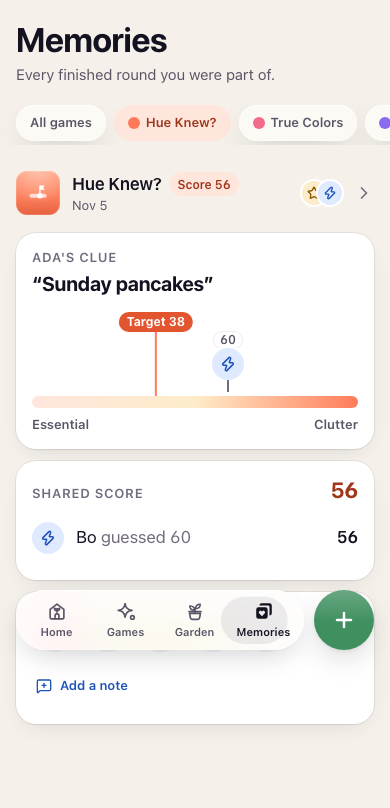 Memories
Every finished round you were part of.
All games
Hue Knew?
True Colors
Hue Knew?
Score 56
Nov 5
ADA'S CLUE
“Sunday pancakes”
Target 38
60
Essential
Clutter
SHARED SCORE
56
Bo guessed 60
56
Home
Games
Garden
Memories
Add a note